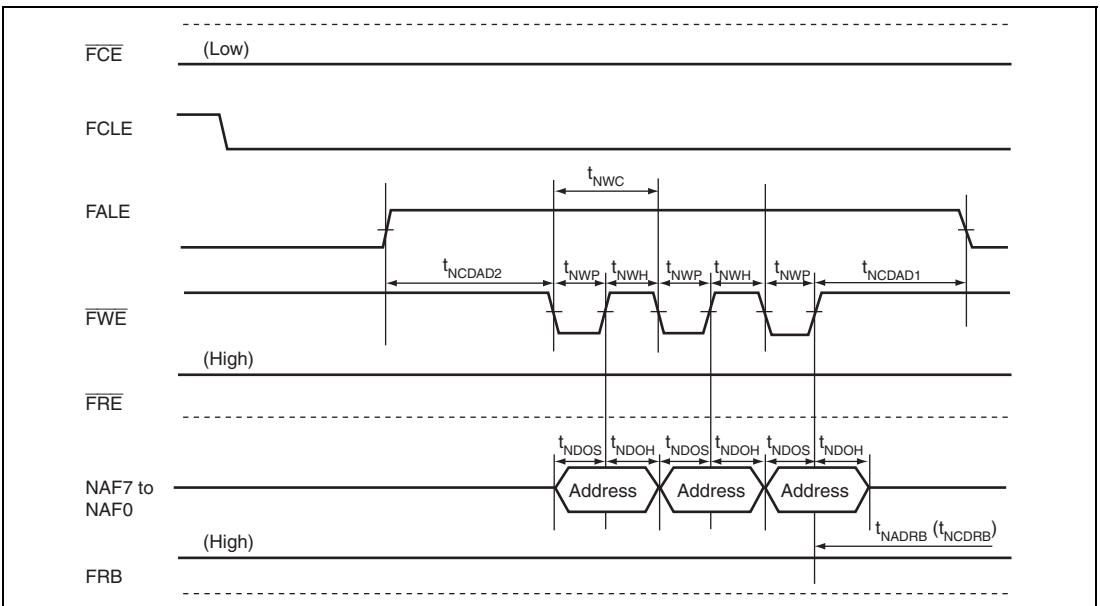 FCE (Low)
FCLE
tNWC
FALE
tNCDAD2 tNWP tNWH tNWP tNWH tNWP tNCDAD1
FWE
(High)
FRE
tNDOS tNDOH tNDOS tNDOH tNDOS tNDOH
NAF7 to
NAF0
Address Address Address
(High)
tNADRB (tNCDRB)
FRB